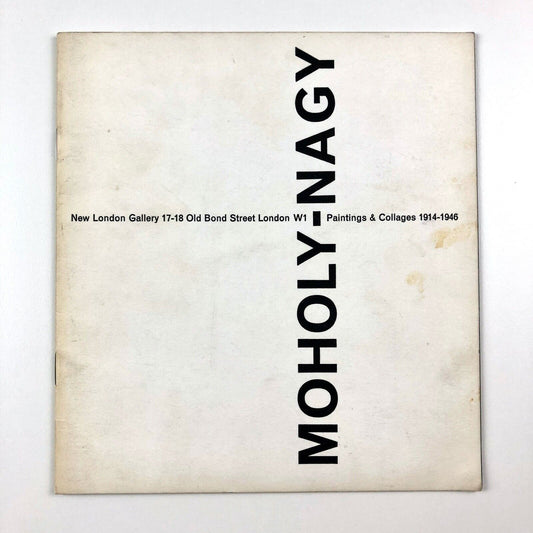 MOHOLY-NAGY
New London Gallery 17-18 Old Bond Street London W1 Paintings & Collages 1914-1946